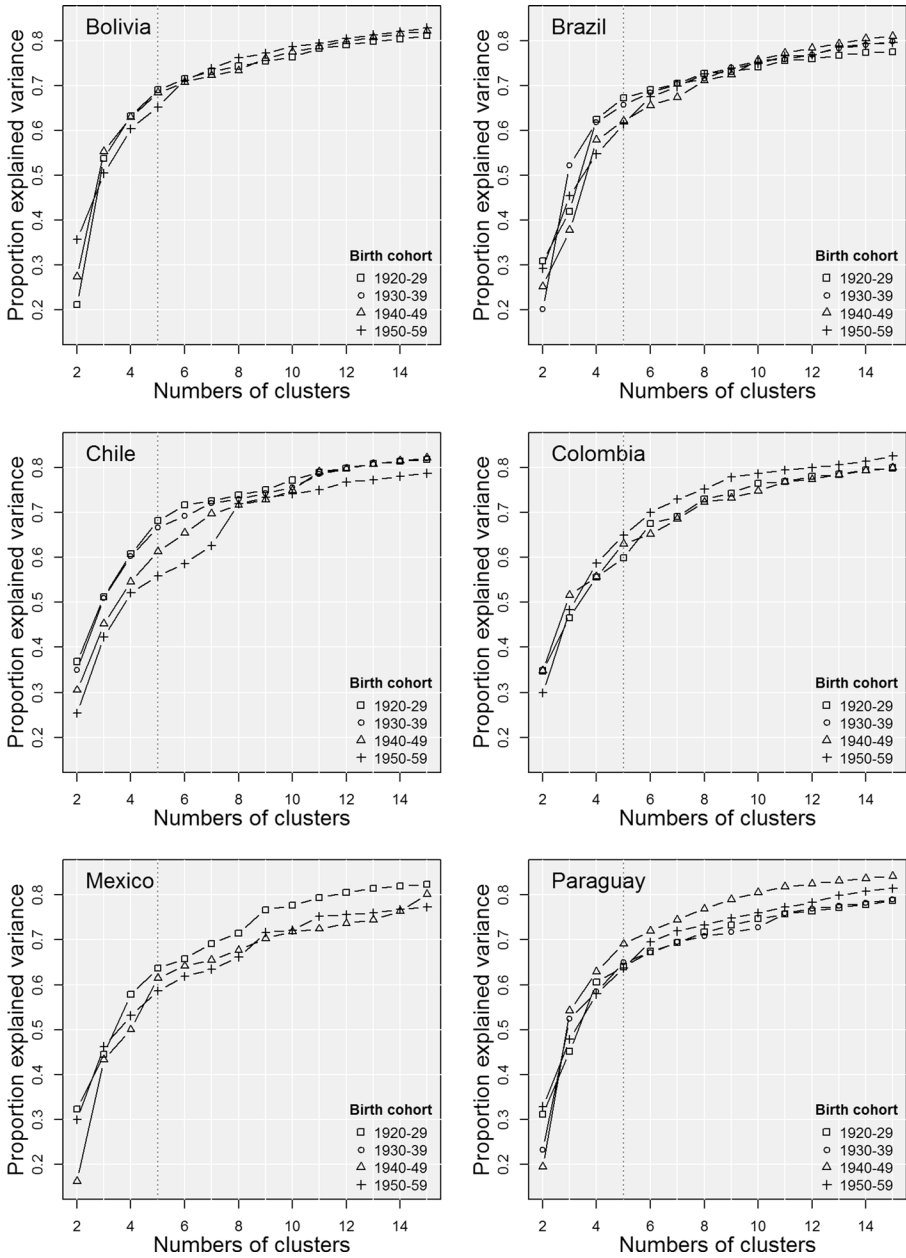 Bolivia
Proportion explained variance
0.2 0.3 0.4 0.5 0.6 0.7 0.8
Birth cohort
1920-29
1930-39
1940-49
1950-59
2 4 6 8 10 12 14
Numbers of clusters
Brazil
Proportion explained variance
0.2 0.3 0.4 0.5 0.6 0.7 0.8
Birth cohort
1920-29
1930-39
1940-49
1950-59
2 4 6 8 10 12 14
Numbers of clusters
Chile
Proportion explained variance
0.2 0.3 0.4 0.5 0.6 0.7 0.8
Birth cohort
1920-29
1930-39
1940-49
1950-59
2 4 6 8 10 12 14
Numbers of clusters
Colombia
Proportion explained variance
0.2 0.3 0.4 0.5 0.6 0.7 0.8
Birth cohort
1920-29
1930-39
1940-49
1950-59
2 4 6 8 10 12 14
Numbers of clusters
Mexico
Proportion explained variance
0.2 0.3 0.4 0.5 0.6 0.7 0.8
Birth cohort
1920-29
1930-39
1940-49
1950-59
2 4 6 8 10 12 14
Numbers of clusters
Paraguay
Proportion explained variance
0.2 0.3 0.4 0.5 0.6 0.7 0.8
Birth cohort
1920-29
1930-39
1940-49
1950-59
2 4 6 8 10 12 14
Numbers of clusters